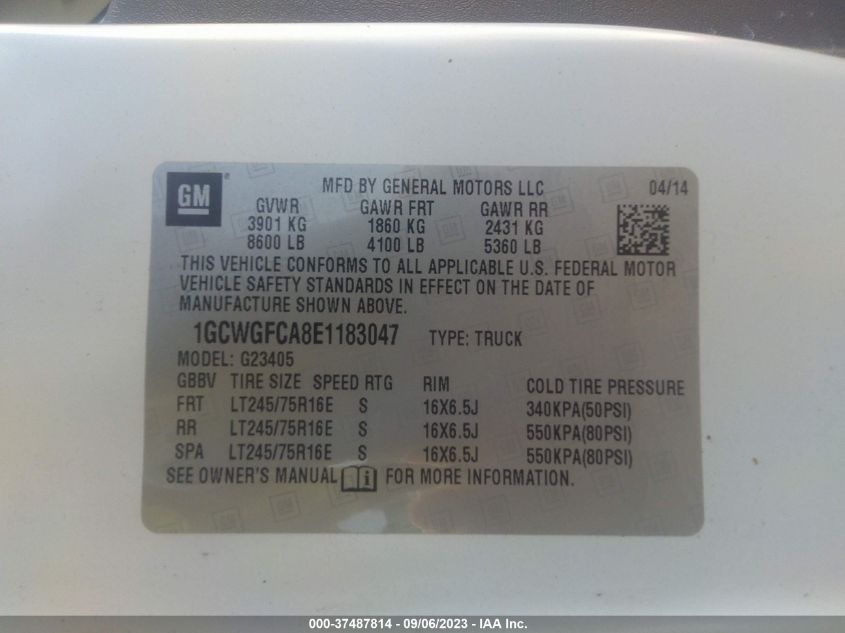 GM ® MFD BY GENERAL MOTORS LLC 04/14
GVWR GAWR FRT GAWR RR
3901 KG 1860 KG 2431 KG
8600 LB 4100 LB 5360 LB
THIS VEHICLE CONFORMS TO ALL APPLICABLE U.S. FEDERAL MOTOR
VEHICLE SAFETY STANDARDS IN EFFECT ON THE DATE OF
MANUFACTURE SHOWN ABOVE.
1GCWGFCA8E1183047 TYPE: TRUCK
MODEL: G23405
GBBV TIRE SIZE SPEED RTG RIM COLD TIRE PRESSURE
FRT LT245/75R16E S 16X6.5J 340KPA(50PSI)
RR LT245/75R16E S 16X6.5J 550KPA(80PSI)
SPA LT245/75R16E S 16X6.5J 550KPA(80PSI)
SEE OWNER'S MANUAL FOR MORE INFORMATION.
000-37487814 - 09/06/2023 - IAA Inc.